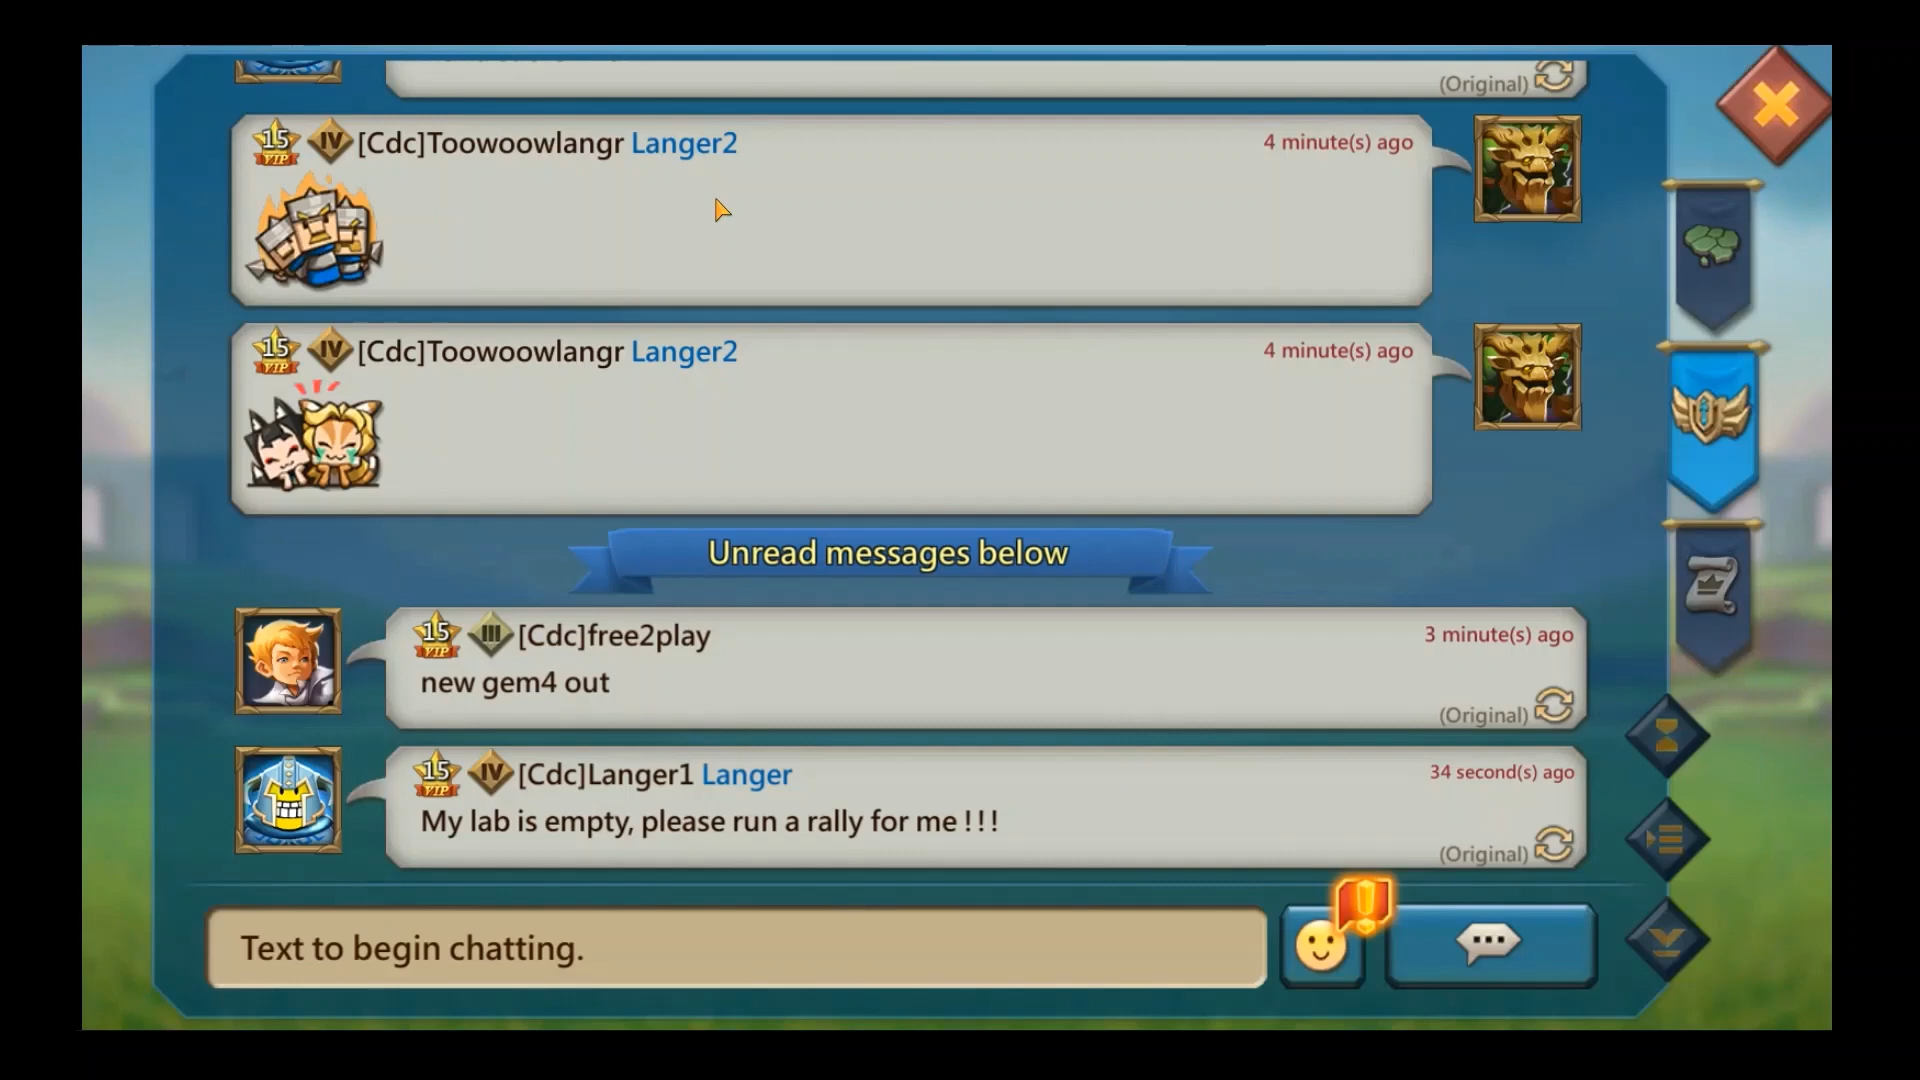 (Original)
15 VIP IV [Cdc]Toowoowlangr Langer2 4 minute(s) ago
15 VIP IV [Cdc]Toowoowlangr Langer2 4 minute(s) ago
Unread messages below
15 VIP III [Cdc]free2play 3 minute(s) ago
new gem4 out
(Original)
15 VIP IV [Cdc]Langer1 Langer 34 second(s) ago
My lab is empty, please run a rally for me !!!
(Original)
Text to begin chatting.